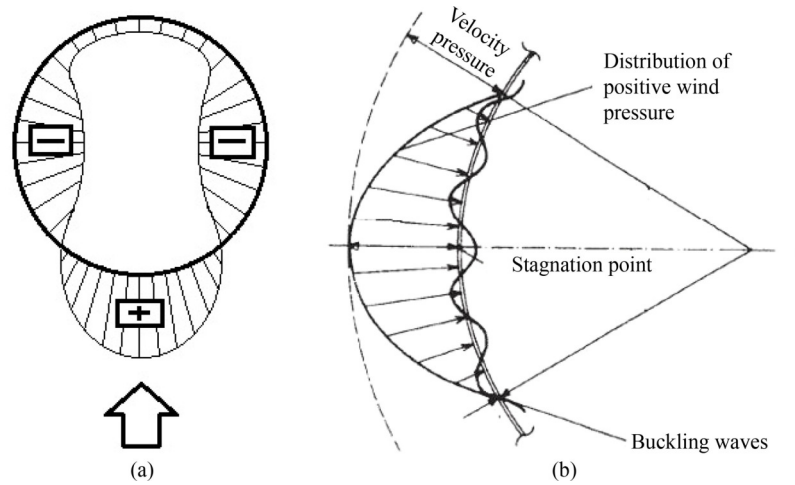 Velocity
pressure
Distribution of
positive wind
pressure
−
−
+
Stagnation point
Buckling waves
(a)
(b)